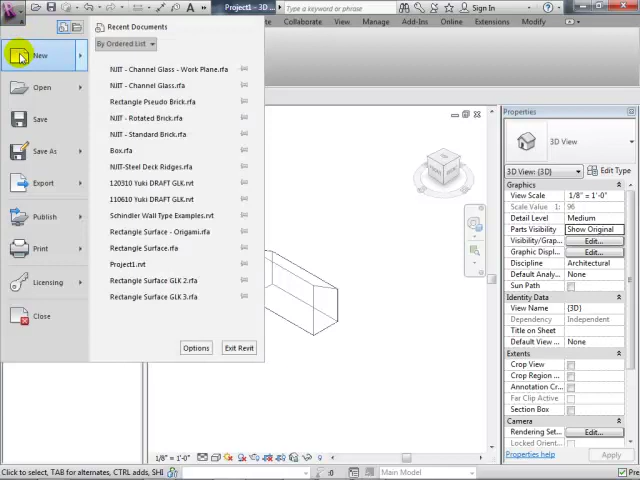 Project1 - 3D ...
Type a keyword or phrase
Sign In
Collaborate
View
Manage
Add-Ins
Modify
Recent Documents
By Ordered List
New
Open
Save
Save As
Export
Publish
Print
Licensing
Close
NJIT - Channel Glass - Work Plane.rfa
NJIT - Channel Glass.rfa
Rectangle Pseudo Brick.rfa
NJIT - Rotated Brick.rfa
NJIT - Standard Brick.rfa
Box.rfa
NJIT-Steel Deck Ridges.rfa
120310 Yuki DRAFT GLK.rvt
110610 Yuki DRAFT GLK.rvt
Schindler Wall Type Examples.rvt
Rectangle Surface - Origami.rfa
Rectangle Surface.rfa
Project1.rvt
Rectangle Surface GLK 2.rfa
Rectangle Surface GLK 3.rfa
Options
Exit Revit
Properties
3D View
3D View: {3D}
Edit Type
Graphics
View Scale 1/8" = 1'-0"
Scale Value 1: 96
Detail Level Medium
Parts Visibility Show Original
Visibility/Grap... Edit...
Graphic Displ... Edit...
Discipline Architectural
Default Analy... None
Sun Path
Identity Data
View Name {3D}
Dependency Independent
Title on Sheet
Default View ... None
Extents
Crop View
Crop Region ...
Annotation Cr...
Far Clip Active
Section Box
Camera
Rendering Set... Edit...
Locked Orient...
Properties help
Apply
1/8" = 1'-0"
Click to select, TAB for alternates, CTRL adds, SHI
:0
Main Model
Pre